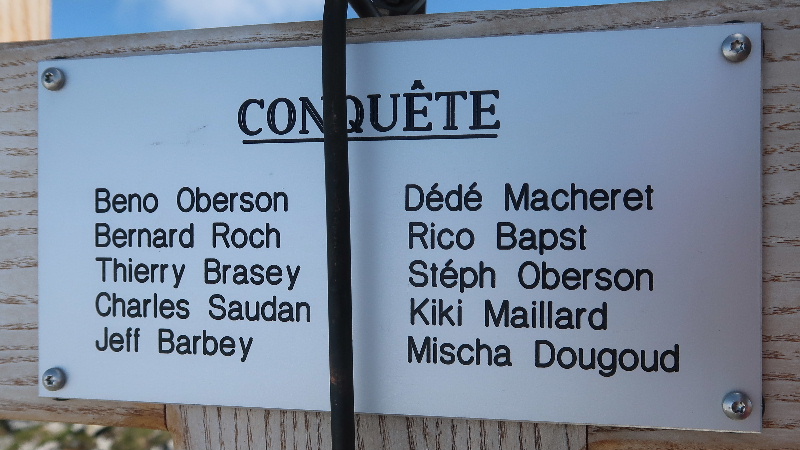 CONQUÊTE
Beno Oberson
Bernard Roch
Thierry Brasey
Charles Saudan
Jeff Barbey
Dédé Macheret
Rico Bapst
Stéph Oberson
Kiki Maillard
Mischa Dougoud